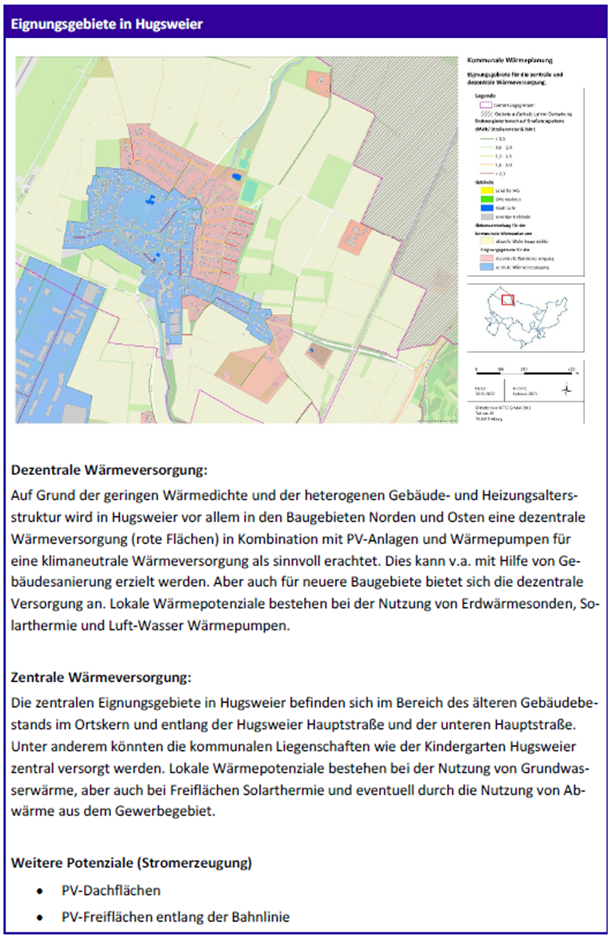 Eignungsgebiete in Hugsweier
Kommunale Wärmeplanung
Eignungsgebiete für die zentrale und
dezentrale Wärmeversorgung.
Legende
Gemarkungsgrenzen
Gebäude
Dezentrale Wärmeversorgung:
Auf Grund der geringen Wärmedichte und der heterogenen Gebäude- und Heizungsalters-
struktur wird in Hugsweier vor allem in den Baugebieten Norden und Osten eine dezentrale
Wärmeversorgung (rote Flächen) in Kombination mit PV-Anlagen und Wärmepumpen für
eine klimaneutrale Wärmeversorgung als sinnvoll erachtet. Dies kann v.a. mit Hilfe von Ge-
bäudesanierung erzielt werden. Aber auch für neuere Baugebiete bietet sich die dezentrale
Versorgung an. Lokale Wärmepotenziale bestehen bei der Nutzung von Erdwärmesonden, So-
larthermie und Luft-Wasser Wärmepumpen.
Zentrale Wärmeversorgung:
Die zentralen Eignungsgebiete in Hugsweier befinden sich im Bereich des älteren Gebäudebe-
stands im Ortskern und entlang der Hugsweier Hauptstraße und der unteren Hauptstraße.
Unter anderem könnten die kommunalen Liegenschaften wie der Kindergarten Hugsweier
zentral versorgt werden. Lokale Wärmepotenziale bestehen bei der Nutzung von Grundwas-
serwärme, aber auch bei Freiflächen Solarthermie und eventuell durch die Nutzung von Ab-
wärme aus dem Gewerbegebiet.
Weitere Potenziale (Stromerzeugung)
• PV-Dachflächen
• PV-Freiflächen entlang der Bahnlinie